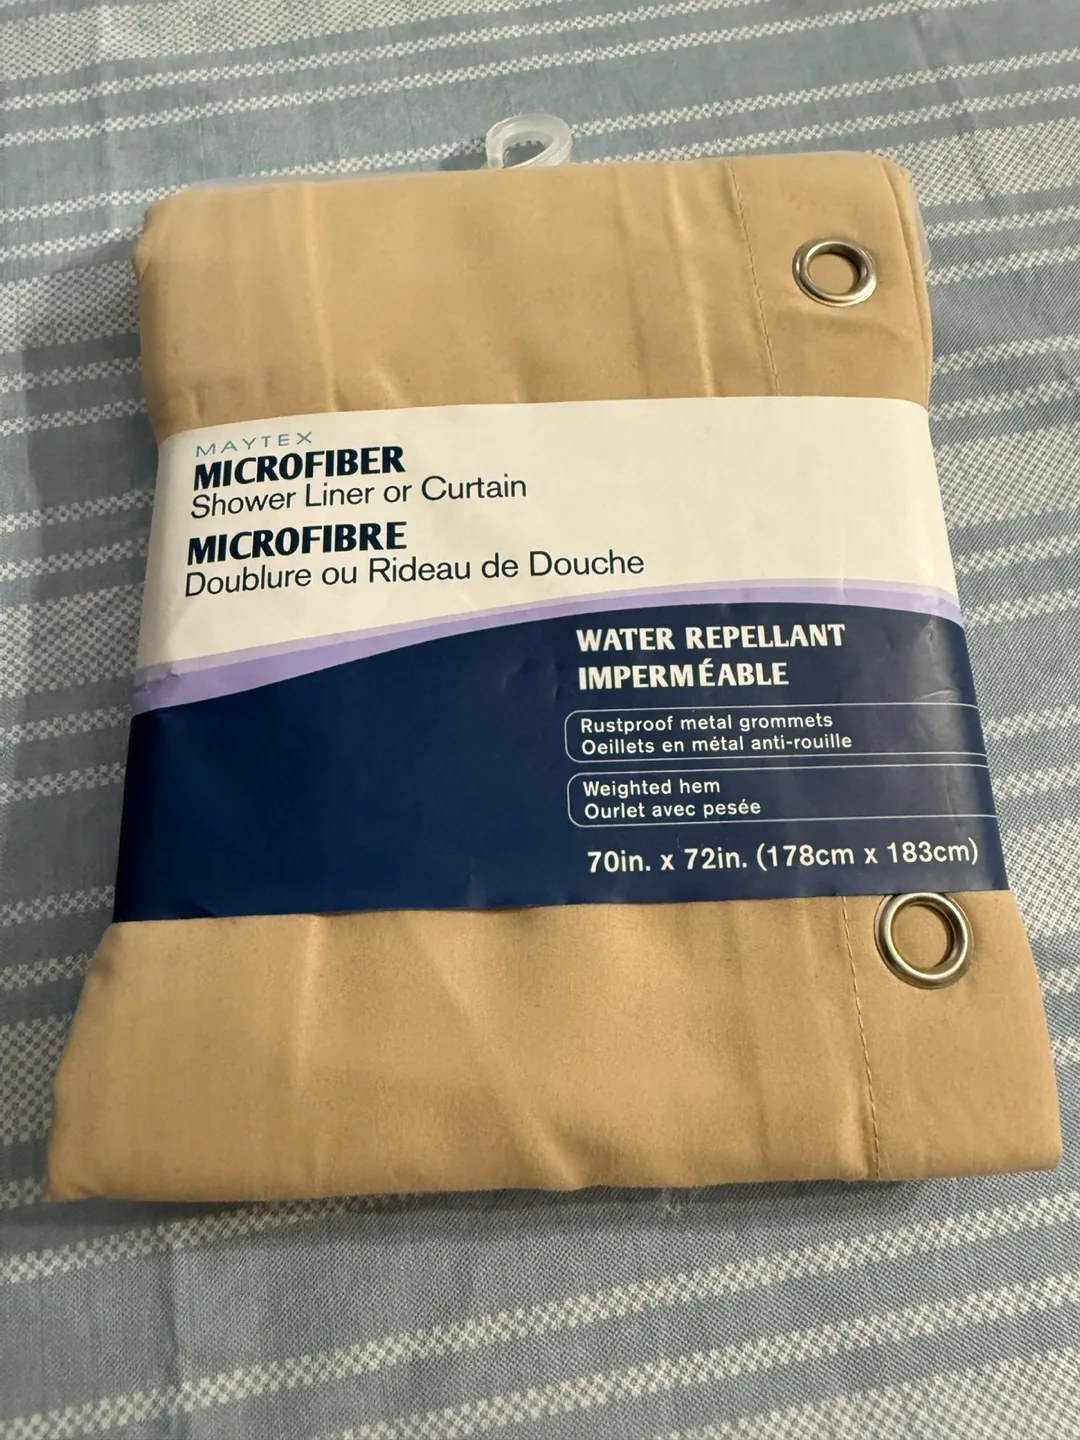 MAYTEX
MICROFIBER
Shower Liner or Curtain
MICROFIBRE
Doublure ou Rideau de Douche
WATER REPELLANT
IMPERMÉABLE
Rustproof metal grommets
Oeillets en métal anti-rouille
Weighted hem
Ourlet avec pesée
70in. x 72in. (178cm x 183cm)